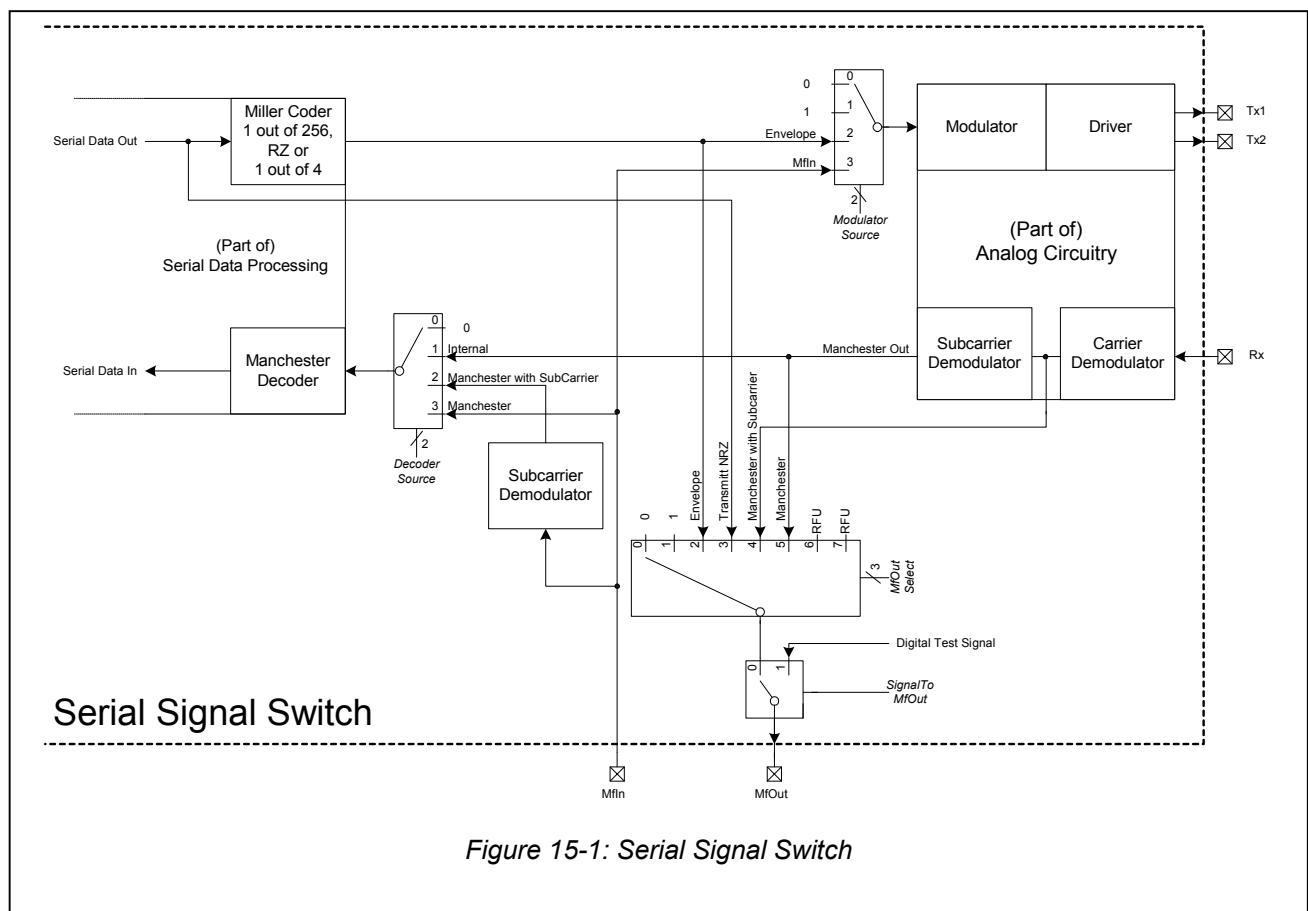 0
1
Envelope
MfIn
0
1
2
3
2
Modulator
Source
Miller Coder
1 out of 256,
RZ or
1 out of 4
Serial Data Out
Modulator
Driver
Tx1
Tx2
(Part of)
Serial Data Processing
(Part of)
Analog Circuitry
Serial Data In
Manchester
Decoder
0
1
2
3
0
Internal
Manchester with SubCarrier
Manchester
2
Decoder
Source
Manchester Out
Subcarrier
Demodulator
Carrier
Demodulator
Rx
Subcarrier
Demodulator
0
1
Envelope
Transmitt NRZ
Manchester with Subcarrier
Manchester
RFU
RFU
0
1
2
3
4
5
6
7
3
MfOut
Select
Digital Test Signal
0
1
SignalTo
MfOut
Serial Signal Switch
MfIn
MfOut
Figure 15-1: Serial Signal Switch